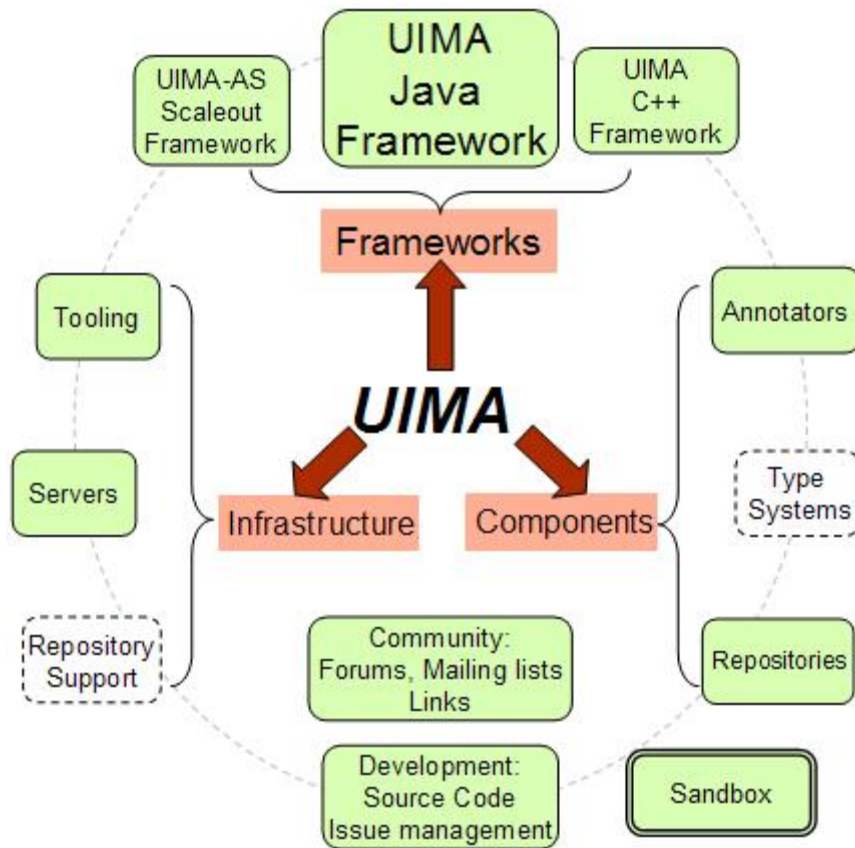 UIMA
Java
Framework
UIMA-AS
Scaleout
Framework
UIMA
C++
Framework
Frameworks
Tooling
Annotators
UIMA
Servers
Infrastructure
Components
Type
Systems
Repository
Support
Community:
Forums, Mailing lists
Links
Repositories
Development:
Source Code
Issue management
Sandbox